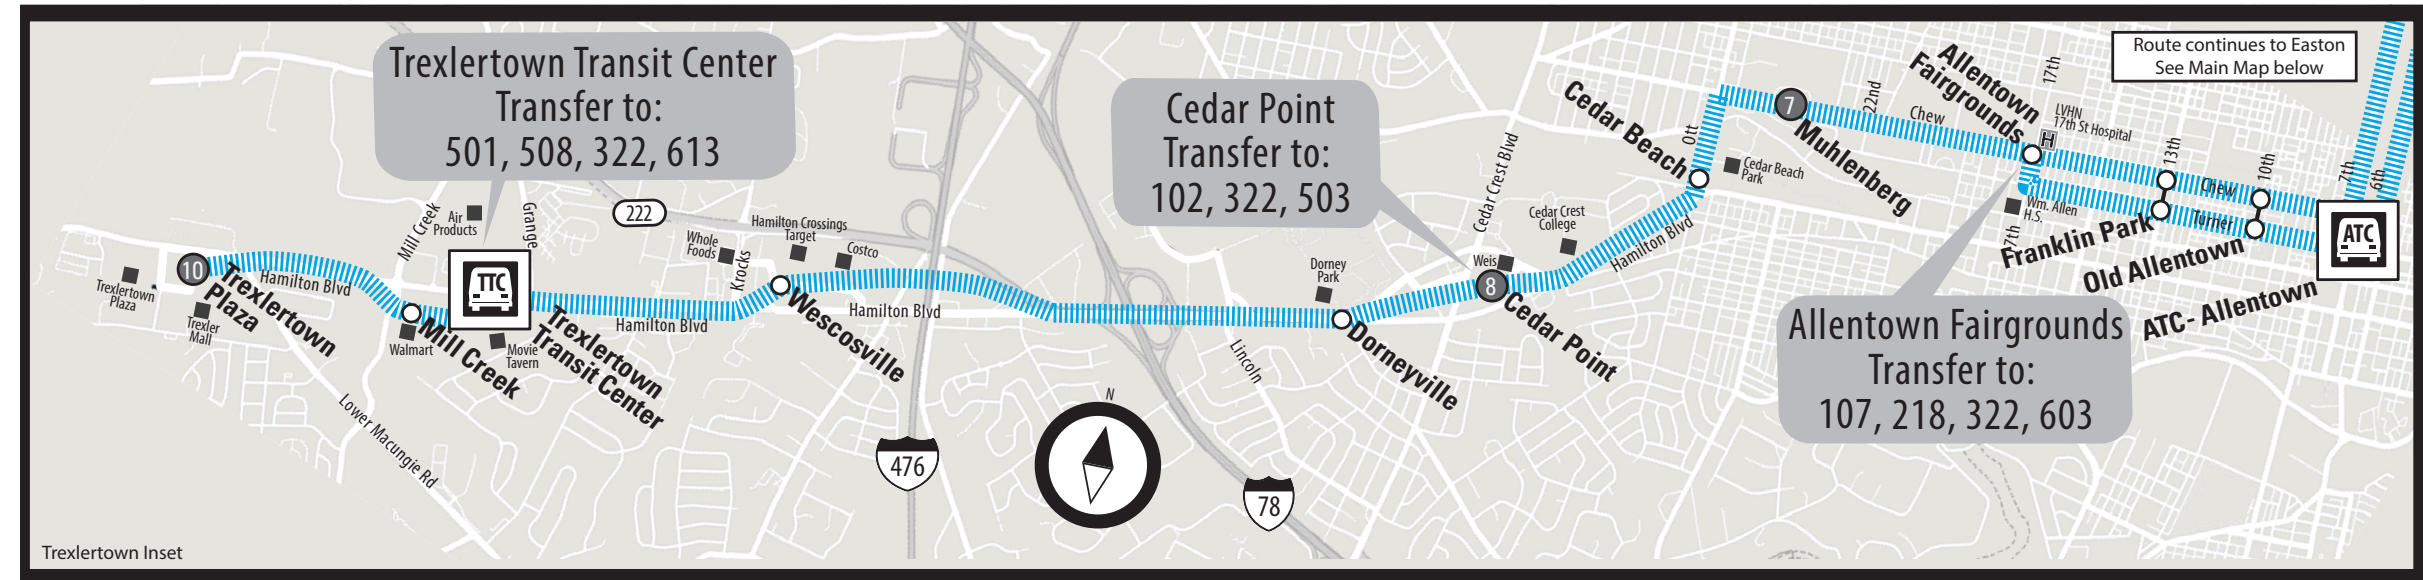 Trexlertown Transit Center
Transfer to:
501, 508, 322, 613
Cedar Point
Transfer to:
102, 322, 503
Allentown Fairgrounds
Transfer to:
107, 218, 322, 603
Route continues to Easton
See Main Map below
10
Trexlertown
Plaza
Trexlertown
Plaza
Trexler
Mall
Hamilton Blvd
Mill Creek
Air
Products
Grange
TTC
Walmart
Mill Creek
Movie
Tavern
Trexlertown
Transit Center
Lower Macungie Rd
222
Whole
Foods
Krocks
Hamilton Crossings
Target
Costco
Hamilton Blvd
Wescosville
Hamilton Blvd
476
N
78
Lincoln
Dorney
Park
Dorneyville
Cedar Crest Blvd
Weis
8
Cedar Point
Cedar Crest
College
Hamilton Blvd
Cedar Beach
Ott
Cedar Beach
Park
7
Muhlenberg
22nd
Chew
Allentown
Fairgrounds
17th
H
LVHN
17th St Hospital
Wm. Allen
H.S.
17th
13th
10th
Chew
Turner
7th
6th
Franklin Park
Old Allentown
ATC
ATC - Allentown
Trexlertown Inset